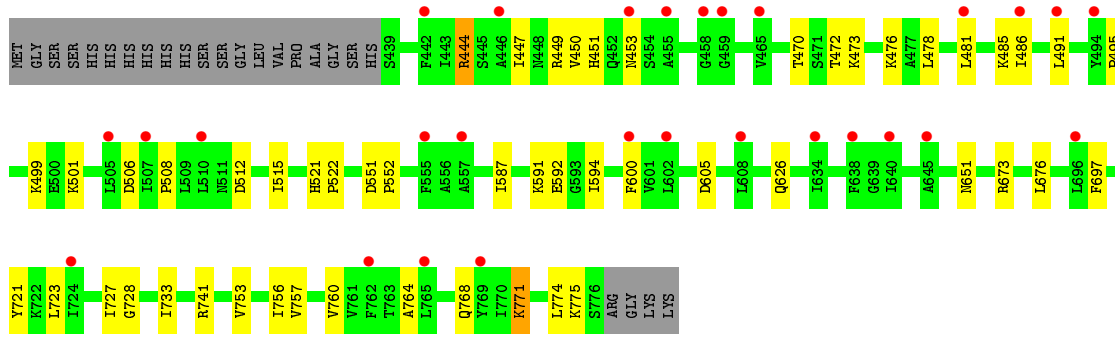 MET GLY SER SER HIS HIS HIS HIS HIS HIS SER SER GLY LEU VAL PRO ALA GLY SER HIS S439 F442 I443 R444 S445 A446 I447 N448 R449 V450 H451 Q452 N453 S454 A455 G458 G459 V465 T470 S471 T472 K473 K476 A477 L478 L481 K485 I486 L491 Y494
K499 E500 K501 L505 D506 I507 P508 L509 L510 N511 D512 I515 H521 P522 D551 P552 F555 A556 A557 I587 K591 E592 G593 I594 F600 V601 L602 D605 L608 Q626 I634 F638 G639 I640 A645 N651 R673 L676 L696 F697
Y721 K722 L723 I724 I727 G728 I733 R741 V753 I756 V757 V760 V761 F762 T763 A764 L765 Q768 Y769 I770 K771 L774 K775 S776 ARG GLY LYS LYS